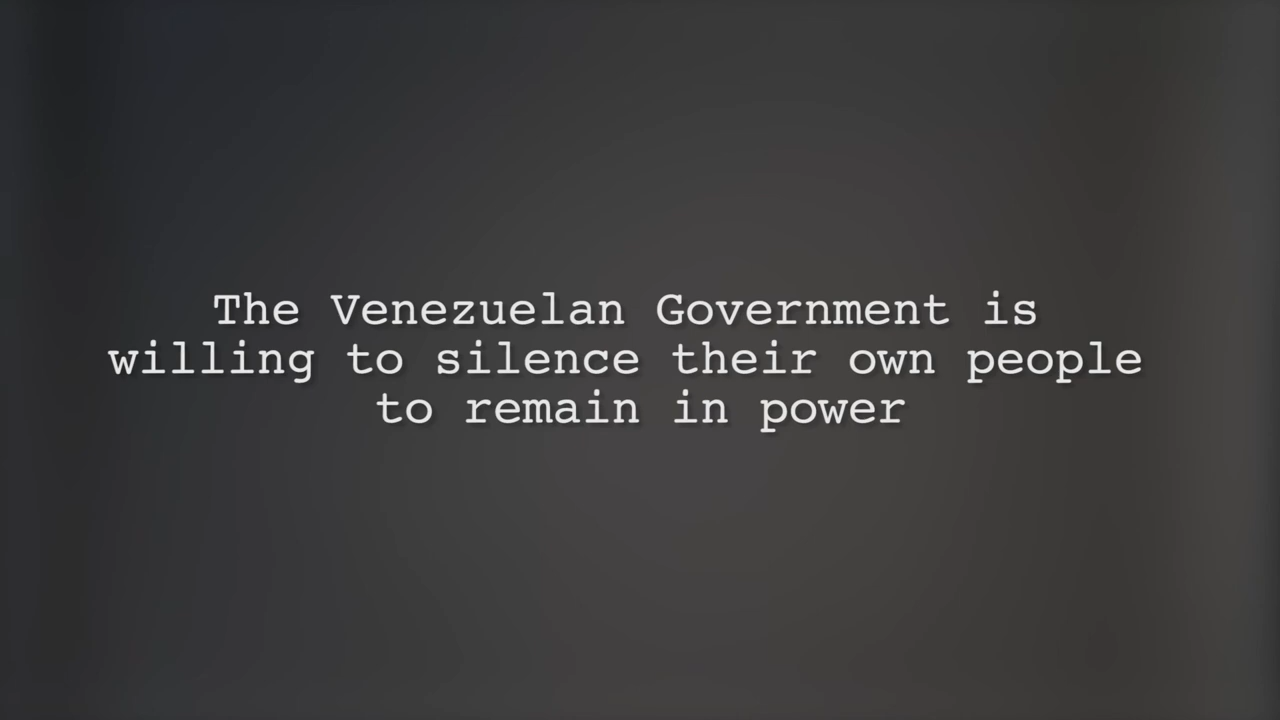 The Venezuelan Government is
willing to silence their own people
to remain in power